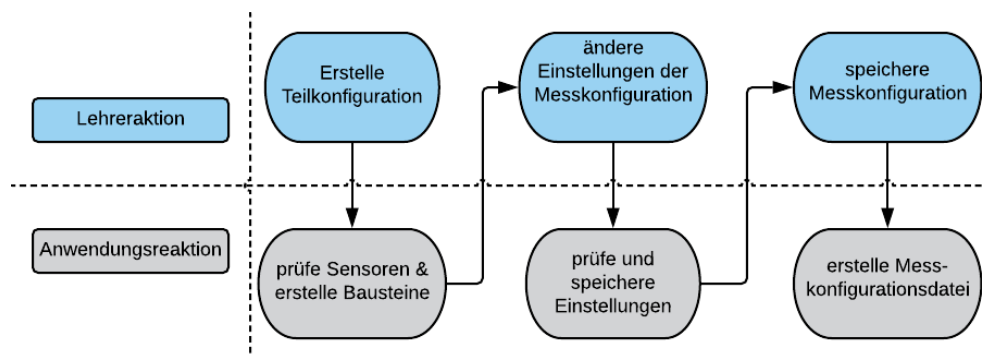 Lehreraktion
Erstelle
Teilkonfiguration
ändere
Einstellungen der
Messkonfiguration
speichere
Messkonfiguration
Anwendungsreaktion
prüfe Sensoren &
erstelle Bausteine
prüfe und
speichere
Einstellungen
erstelle Mess-
konfigurationsdatei